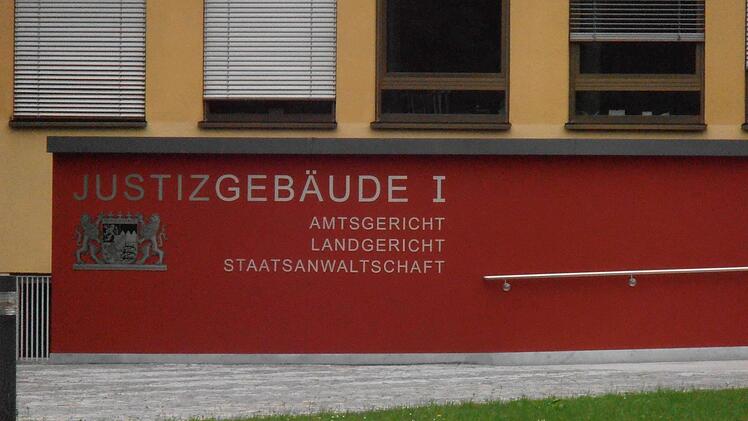 JUSTIZGEBÄUDE I
AMTSGERICHT
LANDGERICHT
STAATSANWALTSCHAFT